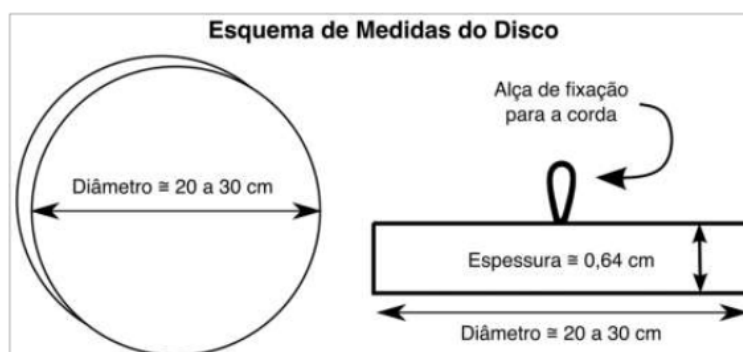 Esquema de Medidas do Disco
Diâmetro ≅ 20 a 30 cm
Alça de fixação
para a corda
Espessura ≅ 0,64 cm
Diâmetro ≅ 20 a 30 cm